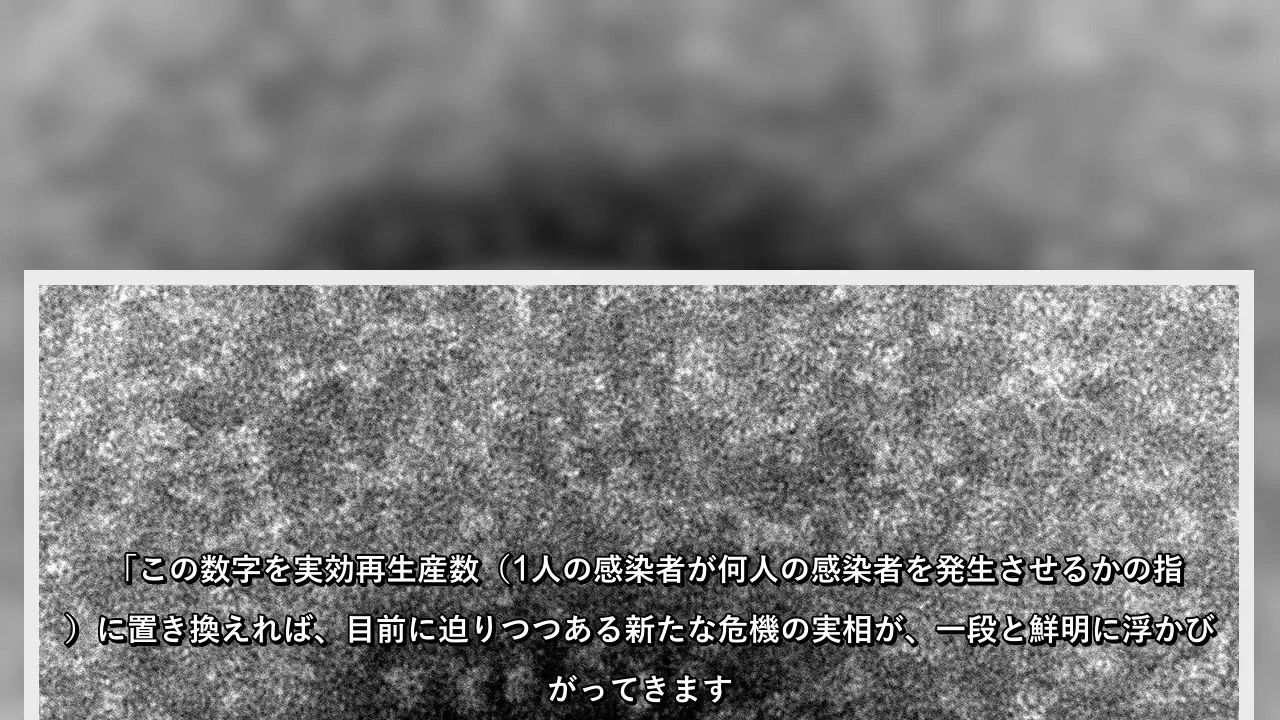 「この数字を実効再生産数（1人の感染者が何人の感染者を発生させるかの指
）に置き換えれば、目前に迫りつつある新たな危機の実相が、一段と鮮明に浮かび
がってきます